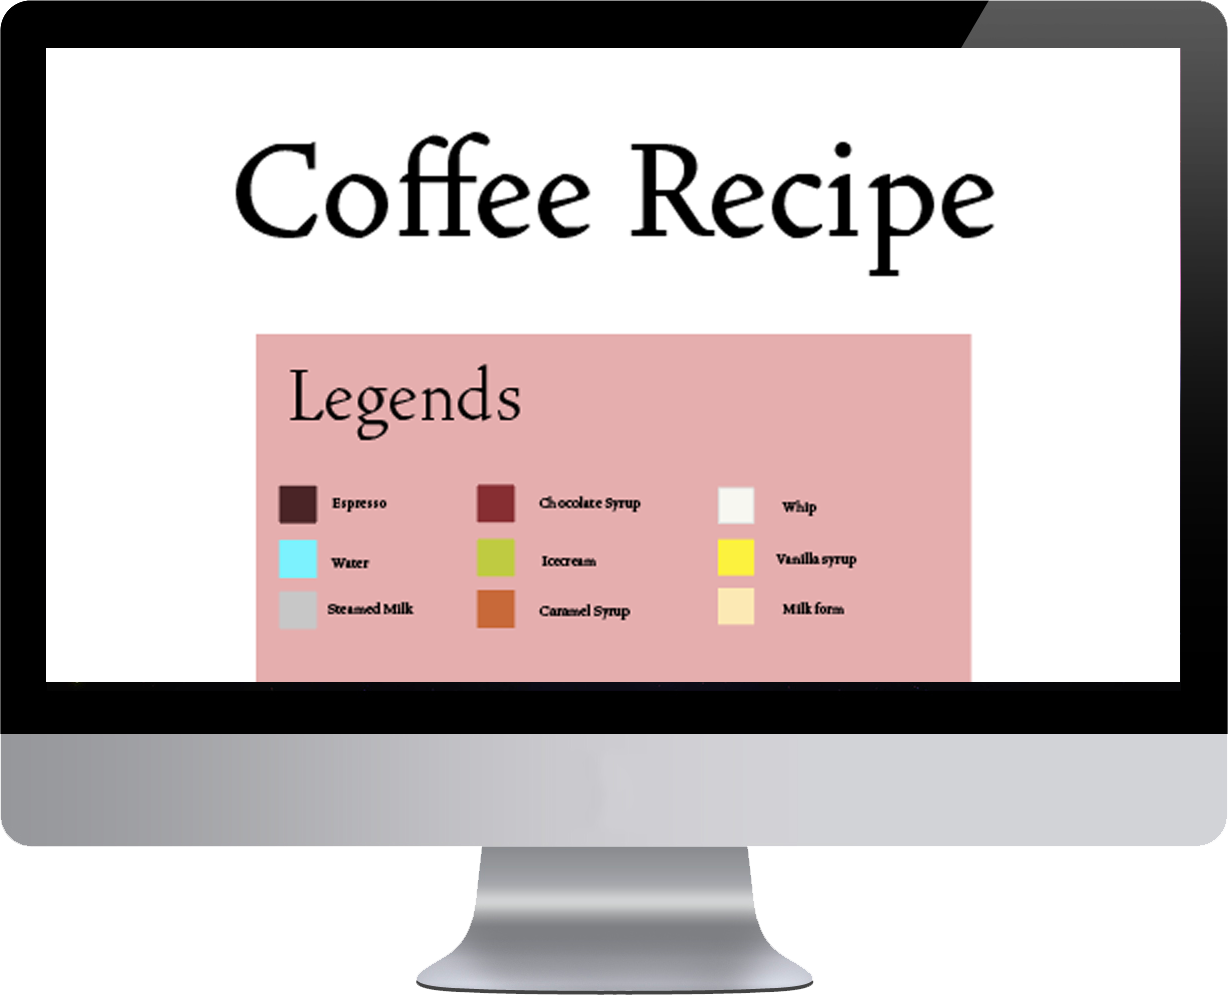 Coffee Recipe
Legends
Espresso
Chocolate Syrup
Whip
Water
Icecream
Vanilla syrup
Steamed Milk
Caramel Syrup
Milk form